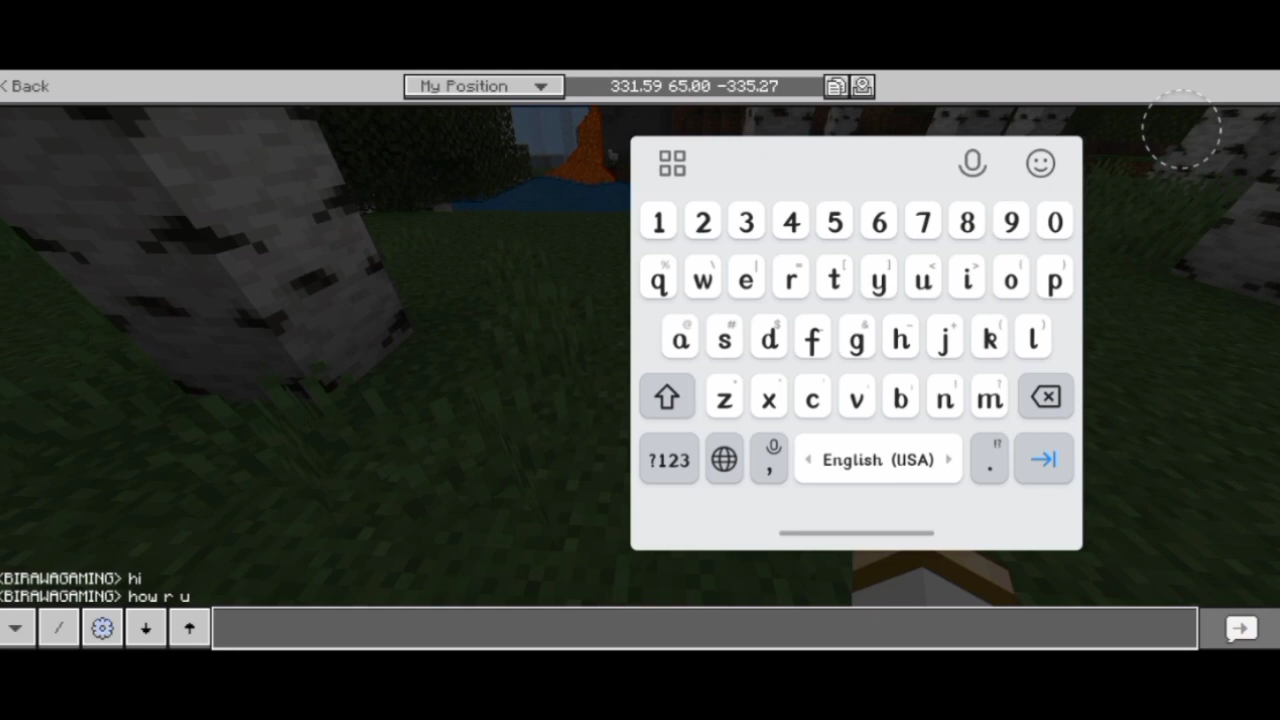 < Back
My Position
331.59 65.00 -335.27
1 2 3 4 5 6 7 8 9 0
q w e r t y u i o p
a s d f g h j k l
z x c v b n m
?123 , English (USA) . !?
<BIRAWAGAMING> hi
<BIRAWAGAMING> how r u
/